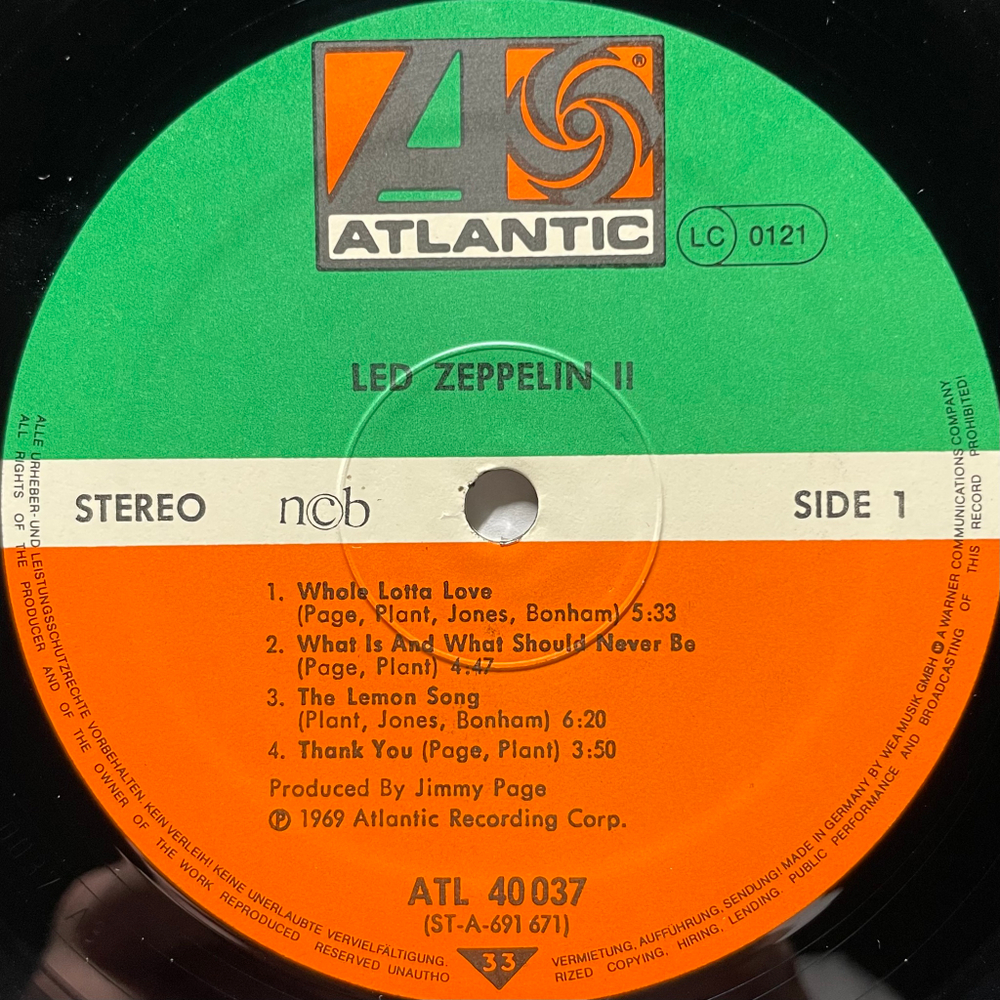 ®
ATLANTIC
LC 0121
LED ZEPPELIN II
STEREO
ncb
SIDE 1
1. Whole Lotta Love
(Page, Plant, Jones, Bonham) 5:33
2. What Is And What Should Never Be
(Page, Plant) 4:47
3. The Lemon Song
(Plant, Jones, Bonham) 6:20
4. Thank You (Page, Plant) 3:50
Produced By Jimmy Page
℗ 1969 Atlantic Recording Corp.
ATL 40 037
(ST-A-691 671)
33
ALLE URHEBER- UND LEISTUNGSSCHUTZRECHTE VORBEHALTEN. KEIN VERLEIH! KEINE UNERLAUBTE VERVIELFÄLTIGUNG.
VERMIETUNG, AUFFÜHRUNG, SENDUNG! MADE IN GERMANY BY WEA MUSIK GMBH A WARNER COMMUNICATIONS COMPANY
ALL RIGHTS OF THE PRODUCER AND OF THE OWNER OF THE WORK REPRODUCED RESERVED UNAUTHO
RIZED COPYING, HIRING, LENDING, PUBLIC PERFORMANCE AND BROADCASTING OF THIS RECORD PROHIBITED!